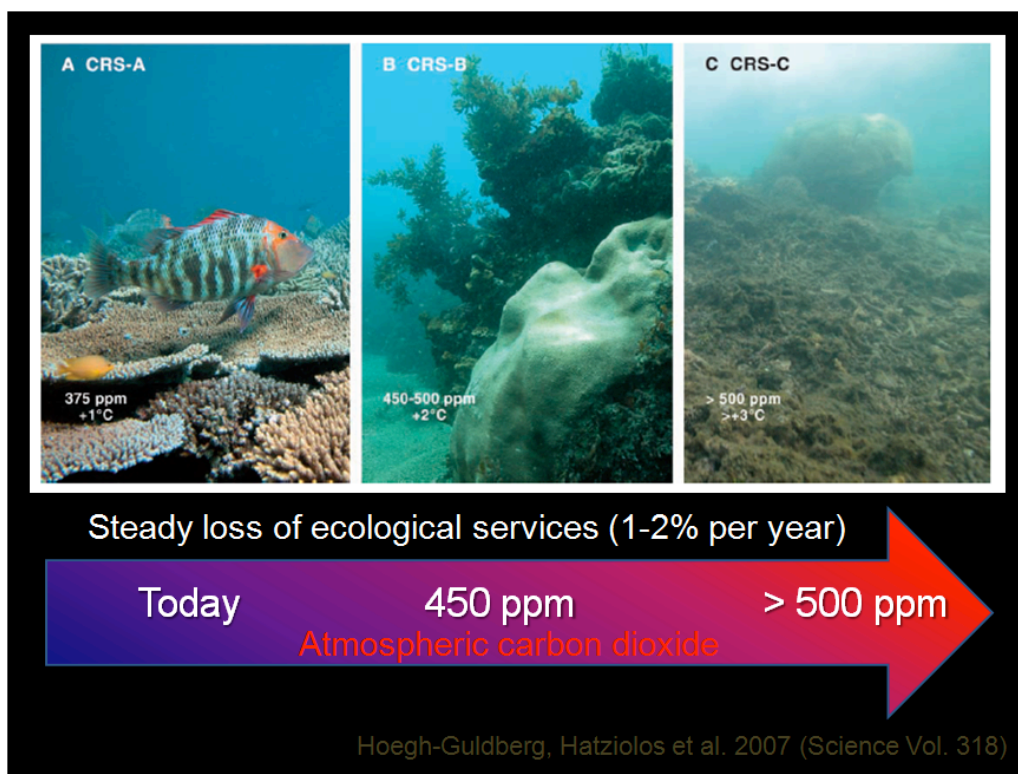 A CRS-A
B CRS-B
C CRS-C
375 ppm
+1°C
450-500 ppm
+2°C
> 500 ppm
>+3°C
Steady loss of ecological services (1-2% per year)
Today
450 ppm
> 500 ppm
Atmospheric carbon dioxide
Hoegh-Guldberg, Hatziolos et al. 2007 (Science Vol. 318)